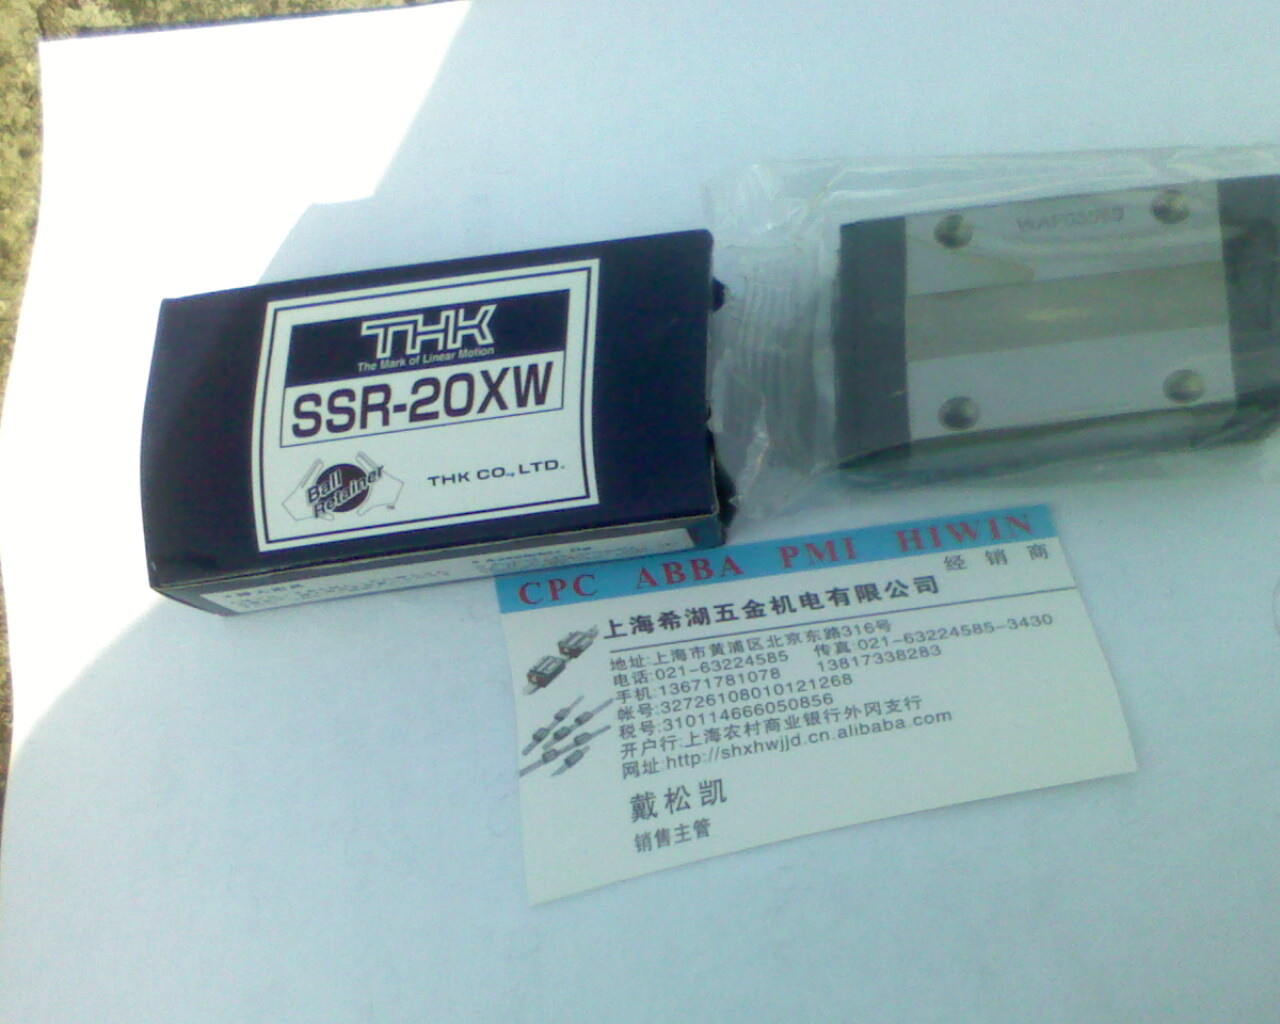 THK
The Mark of Linear Motion
SSR-20XW
Ball
Retainer
THK CO., LTD.
CPC ABBA PMI HIWIN
经 销 商
上海希湖五金机电有限公司
地址:上海市黄浦区北京东路316号
电话:021-63224585 传真:021-63224585-3430
手机:13671781078 13817338283
帐号:32726108010121268
税号:310114666050856
开户行:上海农村商业银行外冈支行
网址:http://shxhwjjd.cn.alibaba.com
戴松凯
销售主管